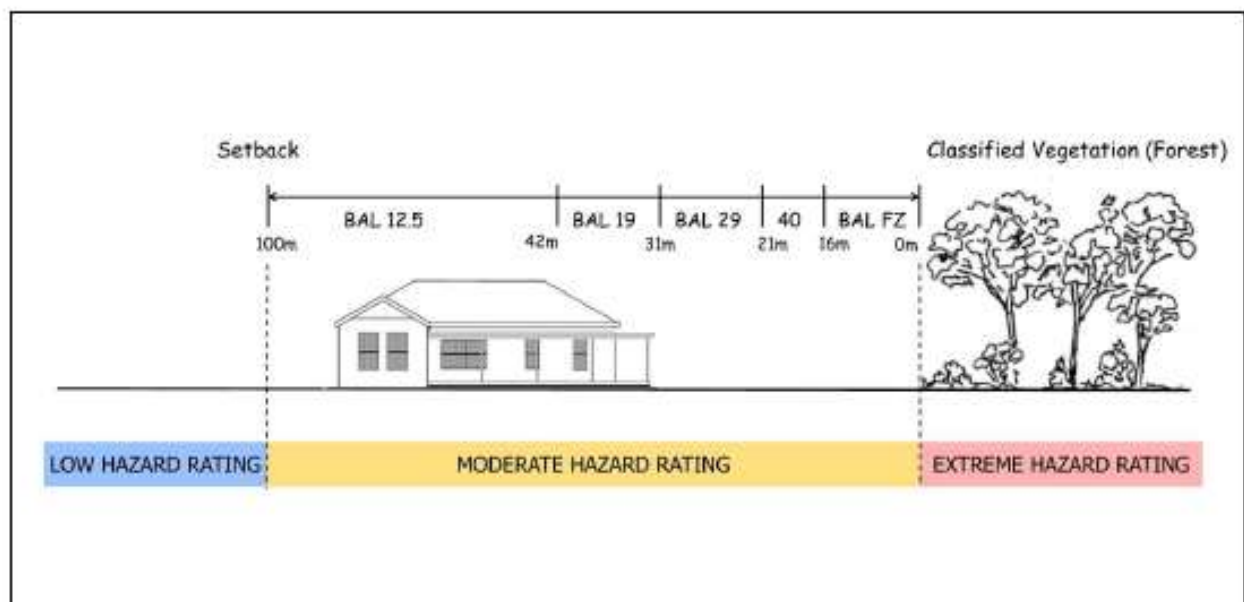 Setback
Classified Vegetation (Forest)
BAL 12.5
BAL 19
BAL 29
40
BAL FZ
100m
42m
31m
21m
16m
0m
LOW HAZARD RATING
MODERATE HAZARD RATING
EXTREME HAZARD RATING